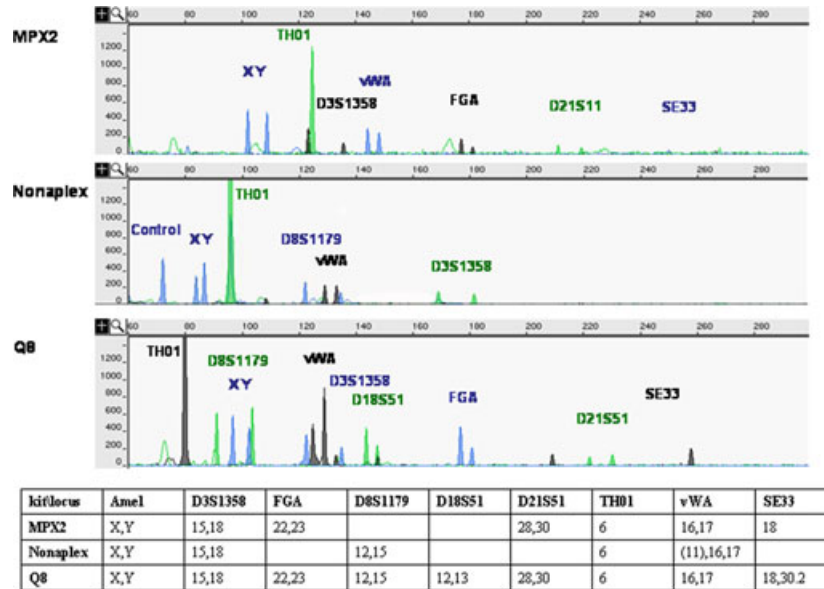 MPX2
60 80 100 120 140 160 180 200 220 240 260 280
1200
1000
800
600
400
200
0
XY
TH01
D3S1358
vWA
FGA
D21S11
SE33
Nonaplex
60 80 100 120 140 160 180 200 220 240 260 280
1200
1000
800
600
400
200
0
Control
XY
TH01
D8S1179
vWA
D3S1358
Q8
60 80 100 120 140 160 180 200 220 240 260 280
1200
1000
800
600
400
200
0
TH01
D8S1179
XY
vWA
D3S1358
D18S51
FGA
D21S51
SE33
kit\locus Amel D3S1358 FGA D8S1179 D18S51 D21S51 TH01 vWA SE33
MPX2 X,Y 15,18 22,23 28,30 6 16,17 18
Nonaplex X,Y 15,18 12,15 6 (11),16,17
Q8 X,Y 15,18 22,23 12,15 12,13 28,30 6 16,17 18,30.2